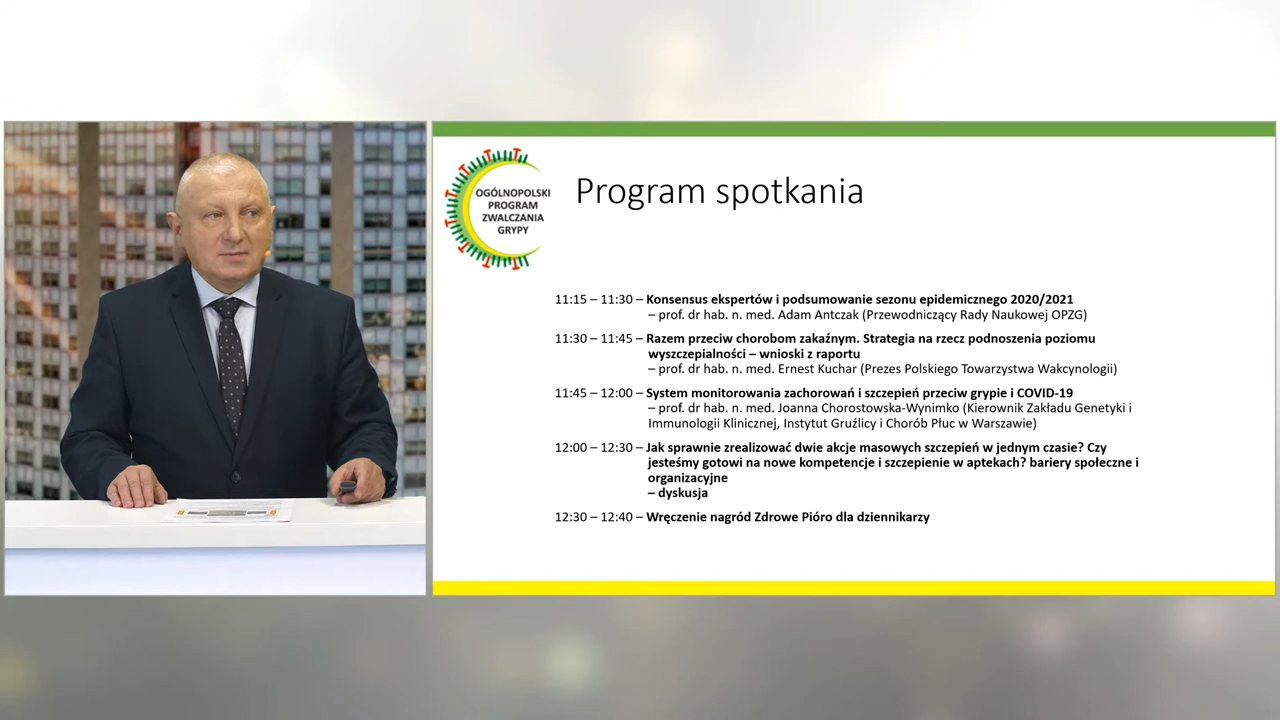 OGÓLNOPOLSKI
PROGRAM
ZWALCZANIA
GRYPY
Program spotkania
11:15 – 11:30 – Konsensus ekspertów i podsumowanie sezonu epidemicznego 2020/2021
– prof. dr hab. n. med. Adam Antczak (Przewodniczący Rady Naukowej OPZG)
11:30 – 11:45 – Razem przeciw chorobom zakaźnym. Strategia na rzecz podnoszenia poziomu
wyszczepialności – wnioski z raportu
– prof. dr hab. n. med. Ernest Kuchar (Prezes Polskiego Towarzystwa Wakcynologii)
11:45 – 12:00 – System monitorowania zachorowań i szczepień przeciw grypie i COVID-19
– prof. dr hab. n. med. Joanna Chorostowska-Wynimko (Kierownik Zakładu Genetyki i
Immunologii Klinicznej, Instytut Gruźlicy i Chorób Płuc w Warszawie)
12:00 – 12:30 – Jak sprawnie zrealizować dwie akcje masowych szczepień w jednym czasie? Czy
jesteśmy gotowi na nowe kompetencje i szczepienie w aptekach? bariery społeczne i
organizacyjne
– dyskusja
12:30 – 12:40 – Wręczenie nagród Zdrowe Pióro dla dziennikarzy